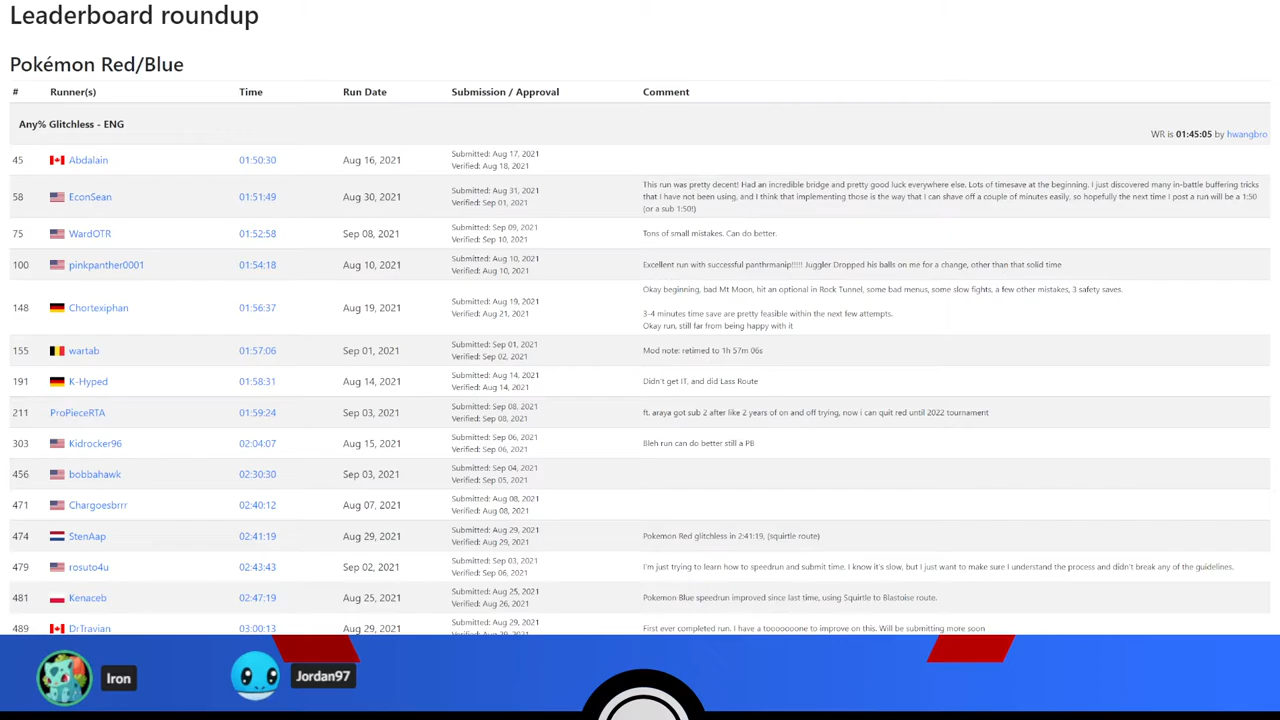 Leaderboard roundup
Pokémon Red/Blue
# Runner(s) Time Run Date Submission / Approval Comment
Any% Glitchless - ENG
WR is 01:45:05 by hwangbro
45 Abdalain 01:50:30 Aug 16, 2021 Submitted: Aug 17, 2021
Verified: Aug 18, 2021
58 EconSean 01:51:49 Aug 30, 2021 Submitted: Aug 31, 2021
Verified: Sep 01, 2021
This run was pretty decent! Had an incredible bridge and pretty good luck everywhere else. Lots of timesave at the beginning. I just discovered many in-battle buffering tricks
that I have not been using, and I think that implementing those is the way that I can shave off a couple of minutes easily, so hopefully the next time I post a run will be a 1:50
(or a sub 1:50!)
75 WardOTR 01:52:58 Sep 08, 2021 Submitted: Sep 09, 2021
Verified: Sep 10, 2021
Tons of small mistakes. Can do better.
100 pinkpanther0001 01:54:18 Aug 10, 2021 Submitted: Aug 10, 2021
Verified: Aug 10, 2021
Excellent run with successful panthrmanip!!!!! Juggler Dropped his balls on me for a change, other than that solid time
148 Chortexiphan 01:56:37 Aug 19, 2021 Submitted: Aug 19, 2021
Verified: Aug 21, 2021
Okay beginning, bad Mt Moon, hit an optional in Rock Tunnel, some bad menus, some slow fights, a few other mistakes, 3 safety saves.
3-4 minutes time save are pretty feasible within the next few attempts.
Okay run, still far from being happy with it
155 wartab 01:57:06 Sep 01, 2021 Submitted: Sep 01, 2021
Verified: Sep 02, 2021
Mod note: retimed to 1h 57m 06s
191 K-Hyped 01:58:31 Aug 14, 2021 Submitted: Aug 14, 2021
Verified: Aug 14, 2021
Didn't get IT, and did Lass Route
211 ProPieceRTA 01:59:24 Sep 03, 2021 Submitted: Sep 08, 2021
Verified: Sep 08, 2021
ft. araya got sub 2 after like 2 years of on and off trying, now i can quit red until 2022 tournament
303 Kidrocker96 02:04:07 Aug 15, 2021 Submitted: Sep 06, 2021
Verified: Sep 06, 2021
Bleh run can do better still a PB
456 bobbahawk 02:30:30 Sep 03, 2021 Submitted: Sep 04, 2021
Verified: Sep 05, 2021
471 Chargoesbrrr 02:40:12 Aug 07, 2021 Submitted: Aug 08, 2021
Verified: Aug 08, 2021
474 StenAap 02:41:19 Aug 29, 2021 Submitted: Aug 29, 2021
Verified: Aug 29, 2021
Pokemon Red glitchless in 2:41:19, (squirtle route)
479 rosuto4u 02:43:43 Sep 02, 2021 Submitted: Sep 03, 2021
Verified: Sep 06, 2021
I'm just trying to learn how to speedrun and submit time. I know it's slow, but I just want to make sure I understand the process and didn't break any of the guidelines.
481 Kenaceb 02:47:19 Aug 25, 2021 Submitted: Aug 25, 2021
Verified: Aug 26, 2021
Pokemon Blue speedrun improved since last time, using Squirtle to Blastoise route.
489 DrTravian 03:00:13 Aug 29, 2021 Submitted: Aug 29, 2021
First ever completed run. I have a tooooooone to improve on this. Will be submitting more soon
Iron
Jordan97